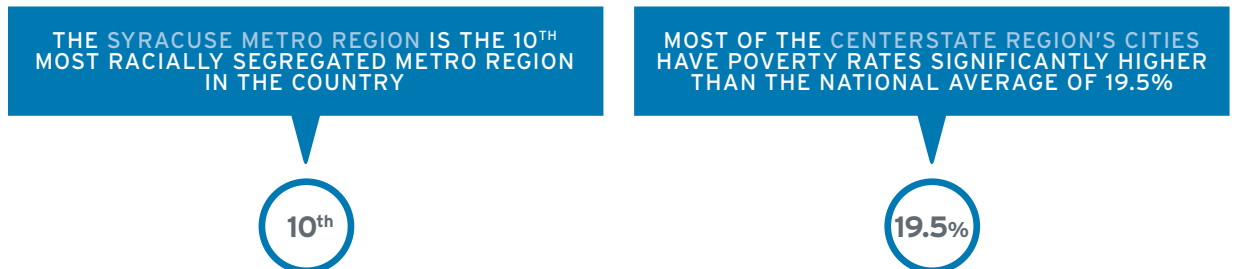 THE SYRACUSE METRO REGION IS THE 10TH
MOST RACIALLY SEGREGATED METRO REGION
IN THE COUNTRY
10th
MOST OF THE CENTERSTATE REGION'S CITIES
HAVE POVERTY RATES SIGNIFICANTLY HIGHER
THAN THE NATIONAL AVERAGE OF 19.5%
19.5%